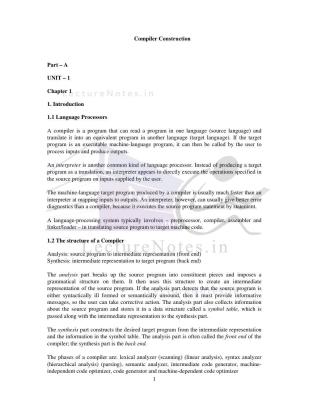 Compiler Construction
Part – A
UNIT – 1
Chapter 1
LectureNotes.in
1. Introduction
1.1 Language Processors
A compiler is a program that can read a program in one language (source language) and
translate it into an equivalent program in another language (target language). If the target
program is an executable machine-language program, it can then be called by the user to
process inputs and produce outputs.
An interpreter is another common kind of language processor. Instead of producing a target
program as a translation, an interpreter appears to directly execute the operations specified in
the source program on inputs supplied by the user.
The machine-language target program produced by a compiler is usually much faster than an
interpreter at mapping inputs to outputs. An interpreter, however, can usually give better error
diagnostics than a compiler, because it executes the source program statement by statement.
A language-processing system typically involves – preprocessor, compiler, assembler and
linker/loader – in translating source program to target machine code.
1.2 The structure of a Compiler
LectureNotes.in
Analysis: source program to intermediate representation (front end)
Synthesis: intermediate representation to target program (back end)
The analysis part breaks up the source program into constituent pieces and imposes a
grammatical structure on them. It then uses this structure to create an intermediate
representation of the source program. If the analysis part detects that the source program is
either syntactically ill formed or semantically unsound, then it must provide informative
messages, so the user can take corrective action. The analysis part also collects information
about the source program and stores it in a data structure called a symbol table, which is
passed along with the intermediate representation to the synthesis part.
The synthesis part constructs the desired target program from the intermediate representation
and the information in the symbol table. The analysis part is often called the front end of the
compiler; the synthesis part is the back end.
The phases of a compiler are: lexical analyzer (scanning) (linear analysis), syntax analyzer
(hierarchical analysis) (parsing), semantic analyzer, intermediate code generator, machine-
independent code optimizer, code generator and machine-dependent code optimizer
1